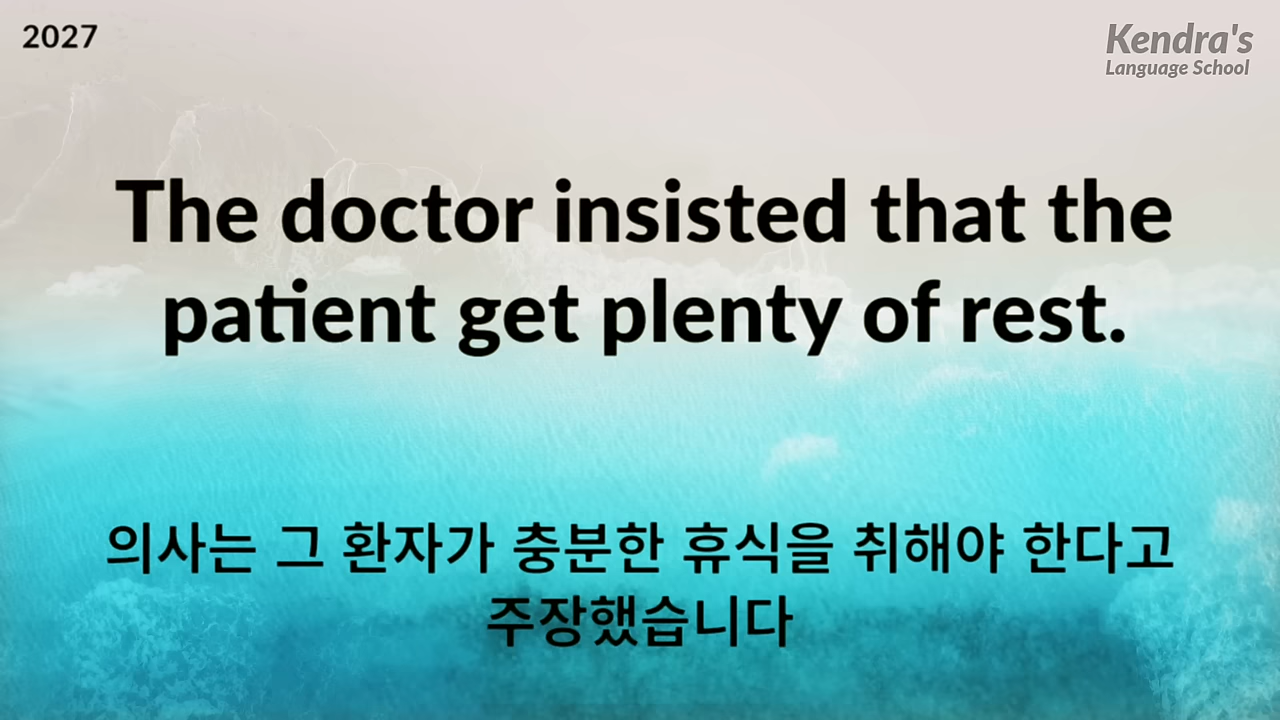 2027
Kendra's
Language School
The doctor insisted that the
patient get plenty of rest.
의사는 그 환자가 충분한 휴식을 취해야 한다고
주장했습니다